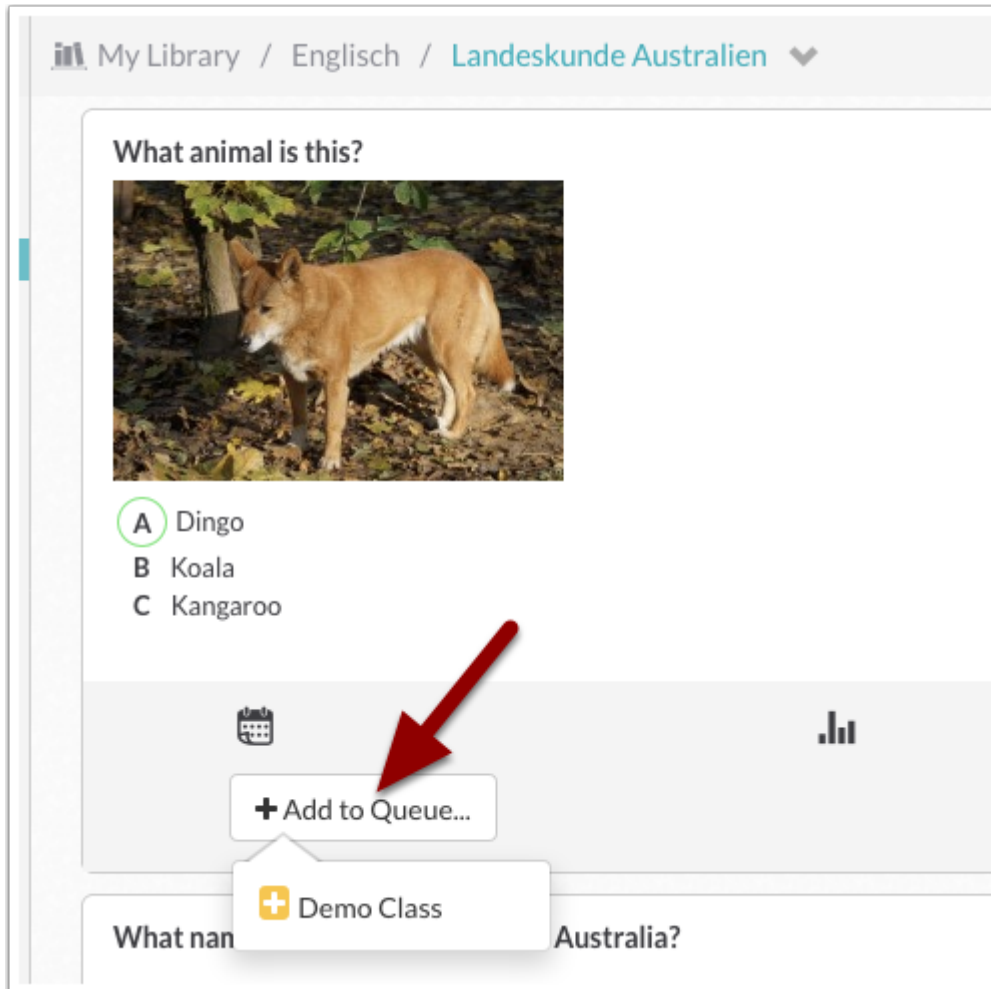 My Library / Englisch / Landeskunde Australien
What animal is this?
A Dingo
B Koala
C Kangaroo
+ Add to Queue...
Demo Class
What Australia?